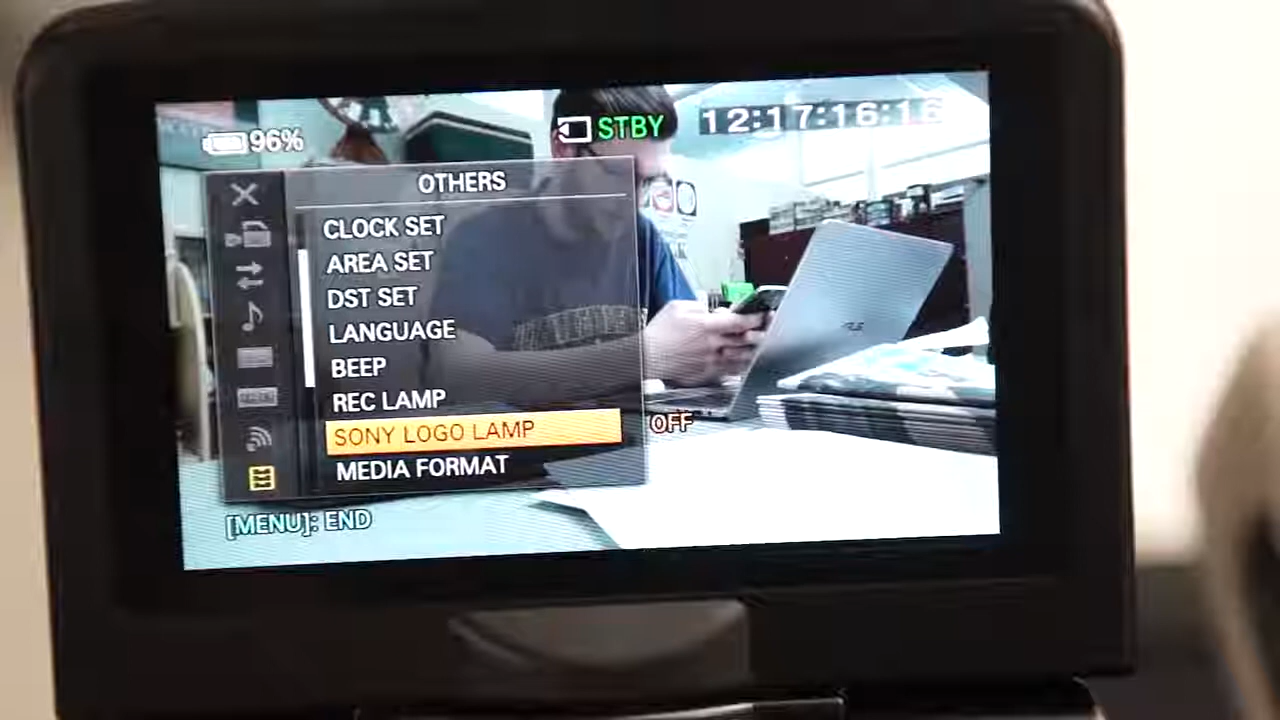 96%
STBY
12:17:16:16
OTHERS
CLOCK SET
AREA SET
DST SET
LANGUAGE
BEEP
REC LAMP
SONY LOGO LAMP OFF
MEDIA FORMAT
[MENU]: END